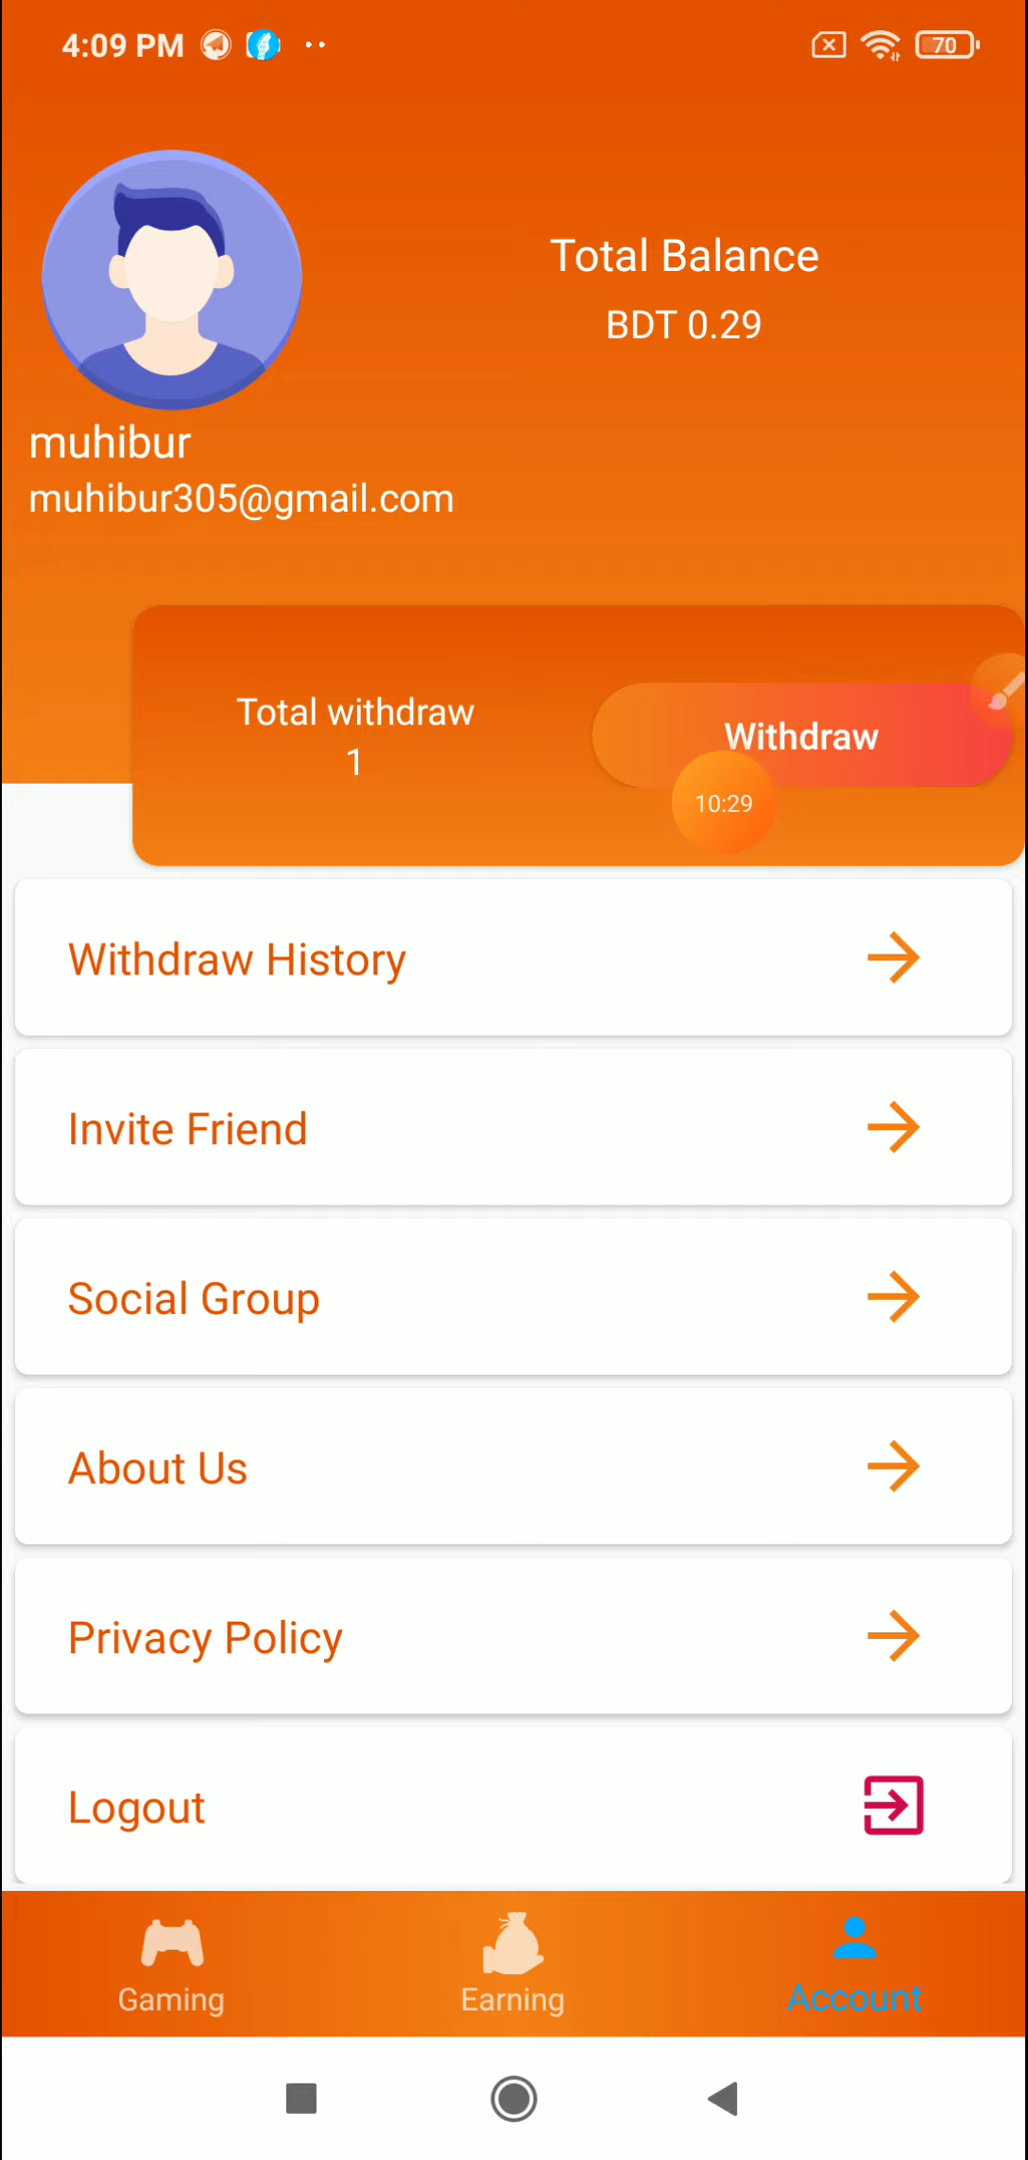 4:09 PM
70
Total Balance
BDT 0.29
muhibur
muhibur305@gmail.com
Total withdraw
1
Withdraw
10:29
Withdraw History
Invite Friend
Social Group
About Us
Privacy Policy
Logout
Gaming
Earning
Account